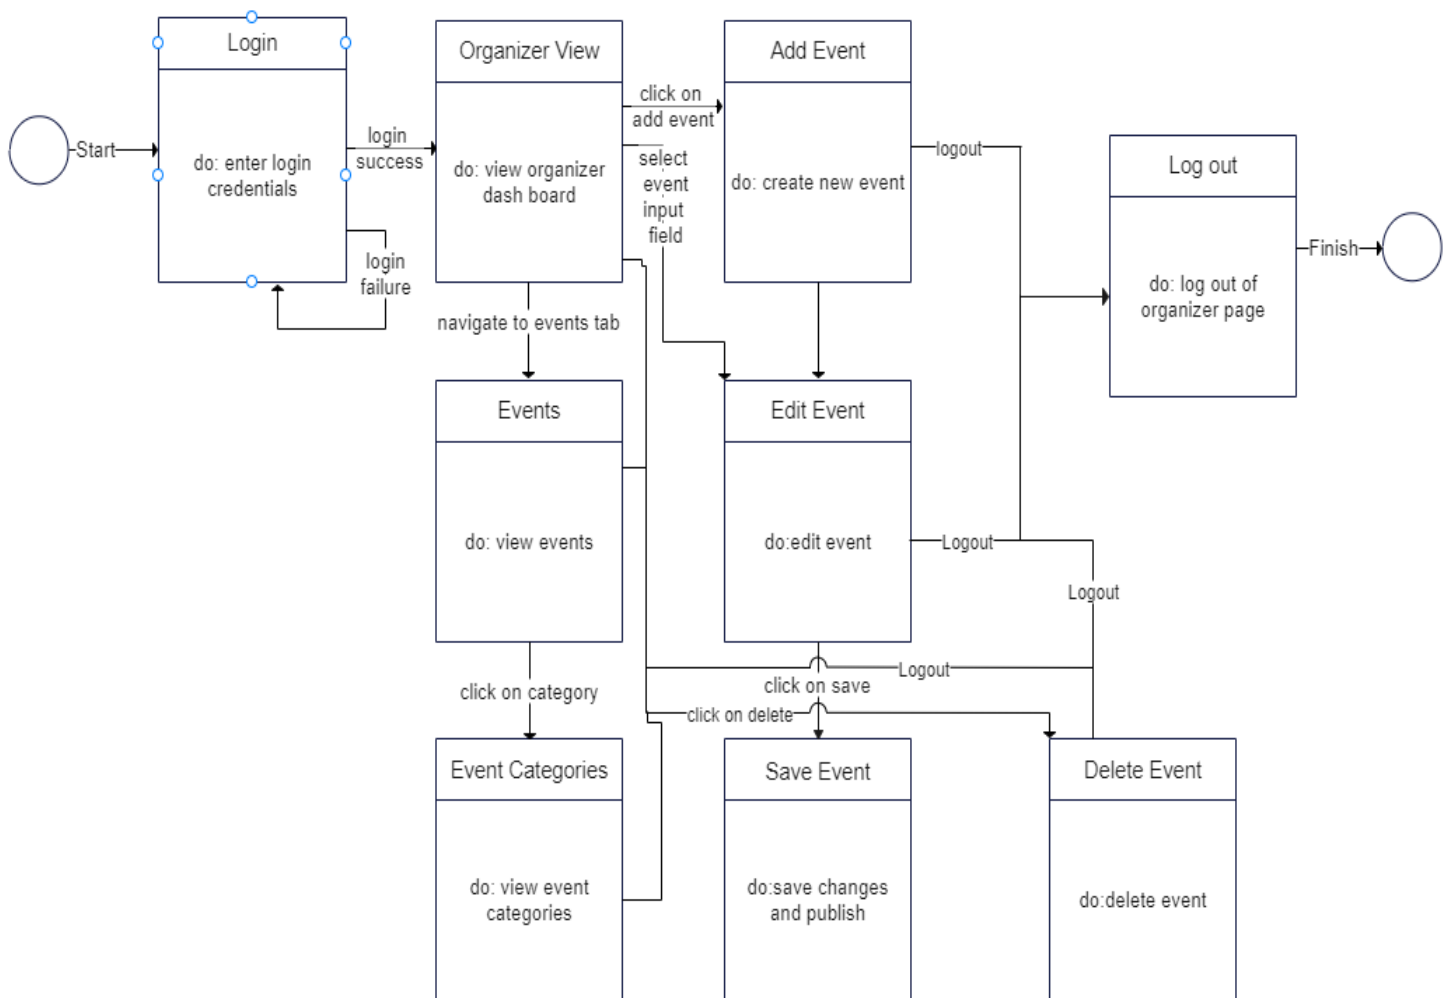 Login
Organizer View
Add Event
click on
add event
Start
do: enter login
credentials
login
success
do: view organizer
dash board
select
event
input
field
do: create new event
logout
Log out
do: log out of
organizer page
Finish
login
failure
navigate to events tab
Events
Edit Event
do: view events
do:edit event
Logout
Logout
Logout
click on category
click on save
click on delete
Event Categories
Save Event
Delete Event
do: view event
categories
do:save changes
and publish
do:delete event